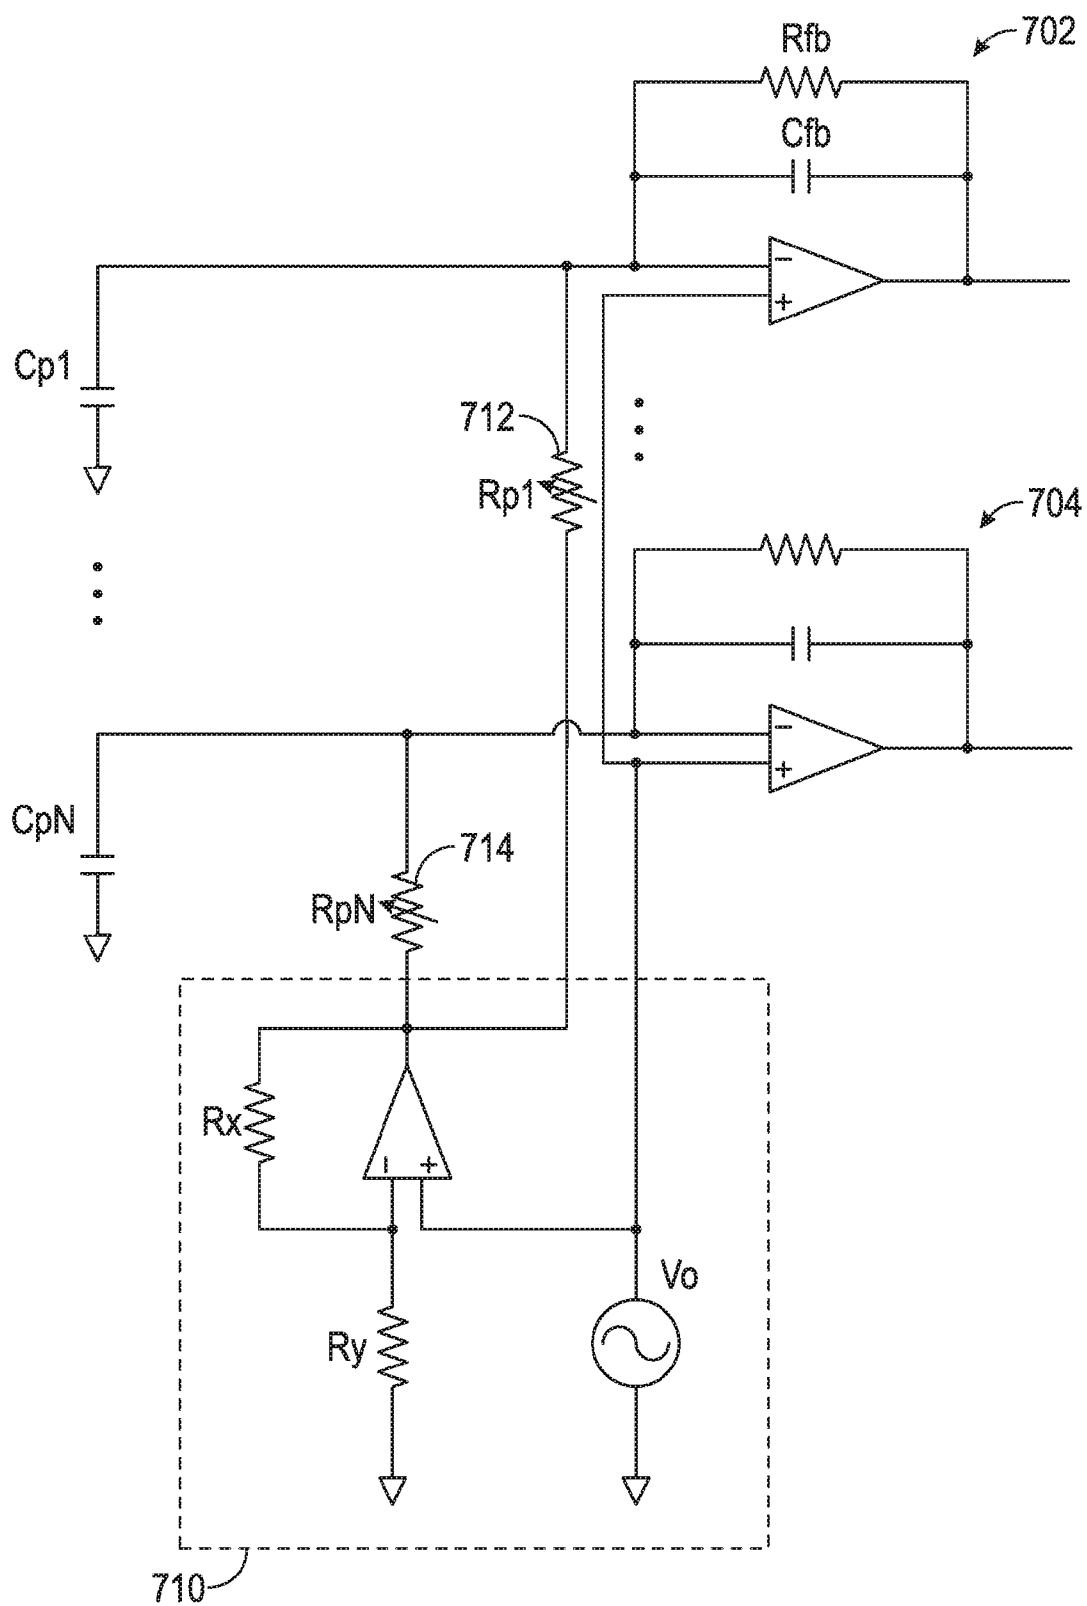 702
Rfb
Cfb
−
+
Cp1
712
Rp1
704
−
+
CpN
714
RpN
Rx
− +
Vo
Ry
710